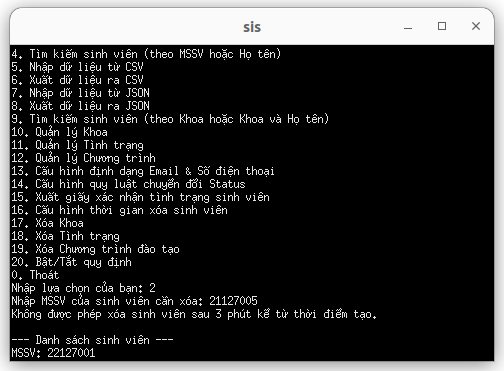 sis
4. Tìm kiếm sinh viên (theo MSSV hoặc Họ tên)
5. Nhập dữ liệu từ CSV
6. Xuất dữ liệu ra CSV
7. Nhập dữ liệu từ JSON
8. Xuất dữ liệu ra JSON
9. Tìm kiếm sinh viên (theo Khoa hoặc Khoa và Họ tên)
10. Quản lý Khoa
11. Quản lý Tình trạng
12. Quản lý Chương trình
13. Cấu hình định dạng Email & Số điện thoại
14. Cấu hình quy luật chuyển đổi Status
15. Xuất giấy xác nhận tình trạng sinh viên
16. Cấu hình thời gian xóa sinh viên
17. Xóa Khoa
18. Xóa Tình trạng
19. Xóa Chương trình đào tạo
20. Bật/Tắt quy định
0. Thoát
Nhập lựa chọn của bạn: 2
Nhập MSSV của sinh viên cần xóa: 21127005
Không được phép xóa sinh viên sau 3 phút kể từ thời điểm tạo.
--- Danh sách sinh viên ---
MSSV: 22127001